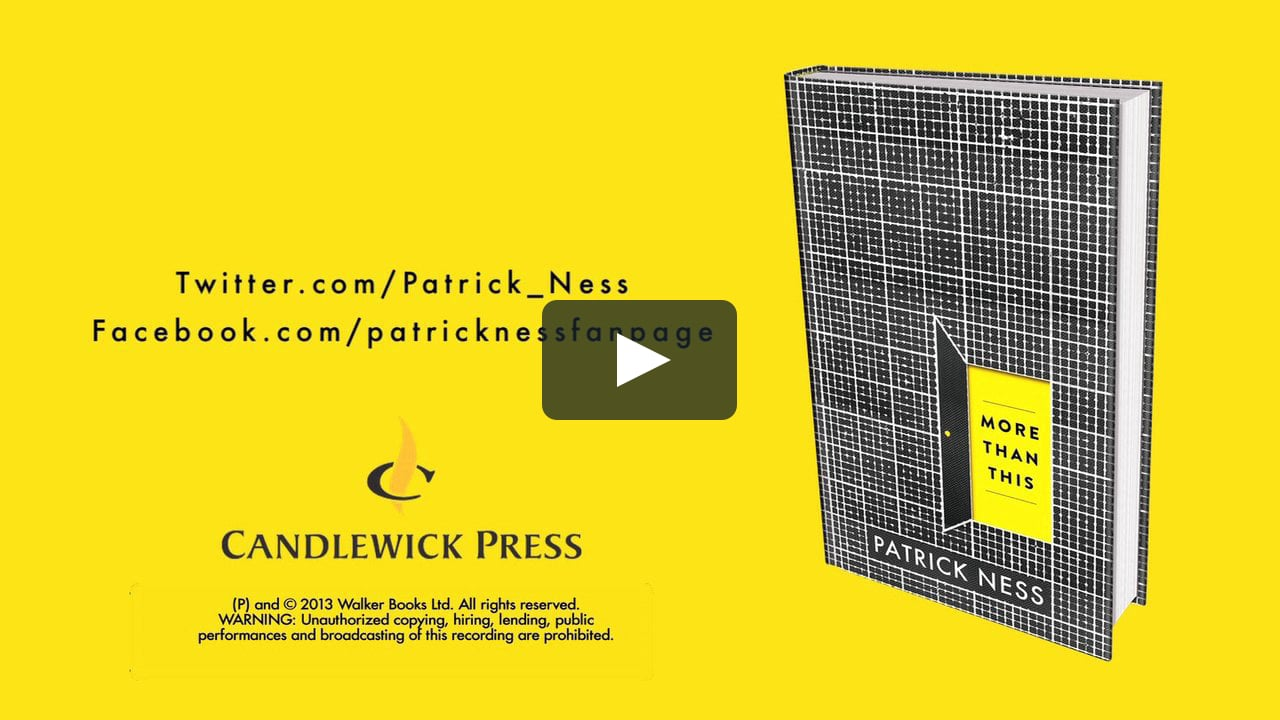 Twitter.com/Patrick_Ness
Facebook.com/patricknessfanpage
CANDLEWICK PRESS
(P) and © 2013 Walker Books Ltd. All rights reserved.
WARNING: Unauthorized copying, hiring, lending, public
performances and broadcasting of this recording are prohibited.
MORE
THAN
THIS
PATRICK NESS